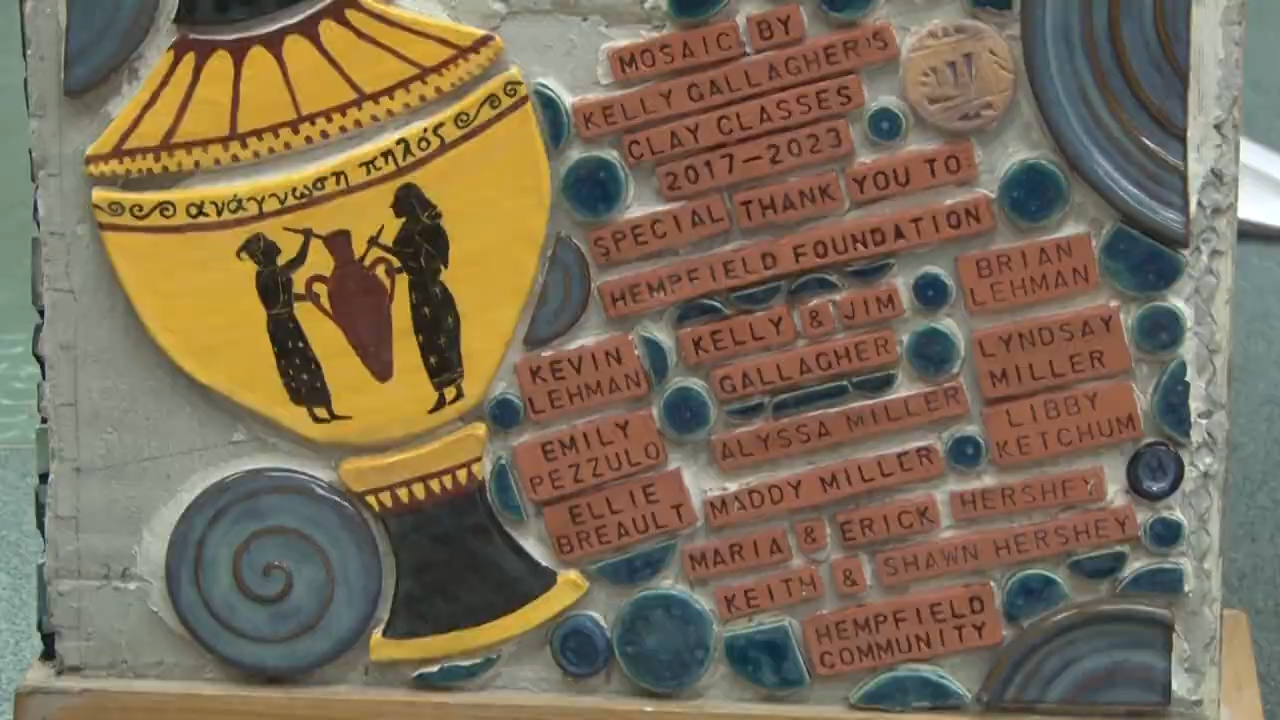 ανάγνωση πηλός
MOSAIC BY
KELLY GALLAGHER'S
CLAY CLASSES
2017-2023
SPECIAL THANK YOU TO:
HEMPFIELD FOUNDATION
BRIAN
LEHMAN
KELLY & JIM
GALLAGHER
LYNDSAY
MILLER
KEVIN
LEHMAN
ALYSSA MILLER
LIBBY
KETCHUM
EMILY
PEZZULO
MADDY MILLER
ELLIE
BREAULT
MARIA & ERICK HERSHEY
KEITH & SHAWN HERSHEY
HEMPFIELD
COMMUNITY